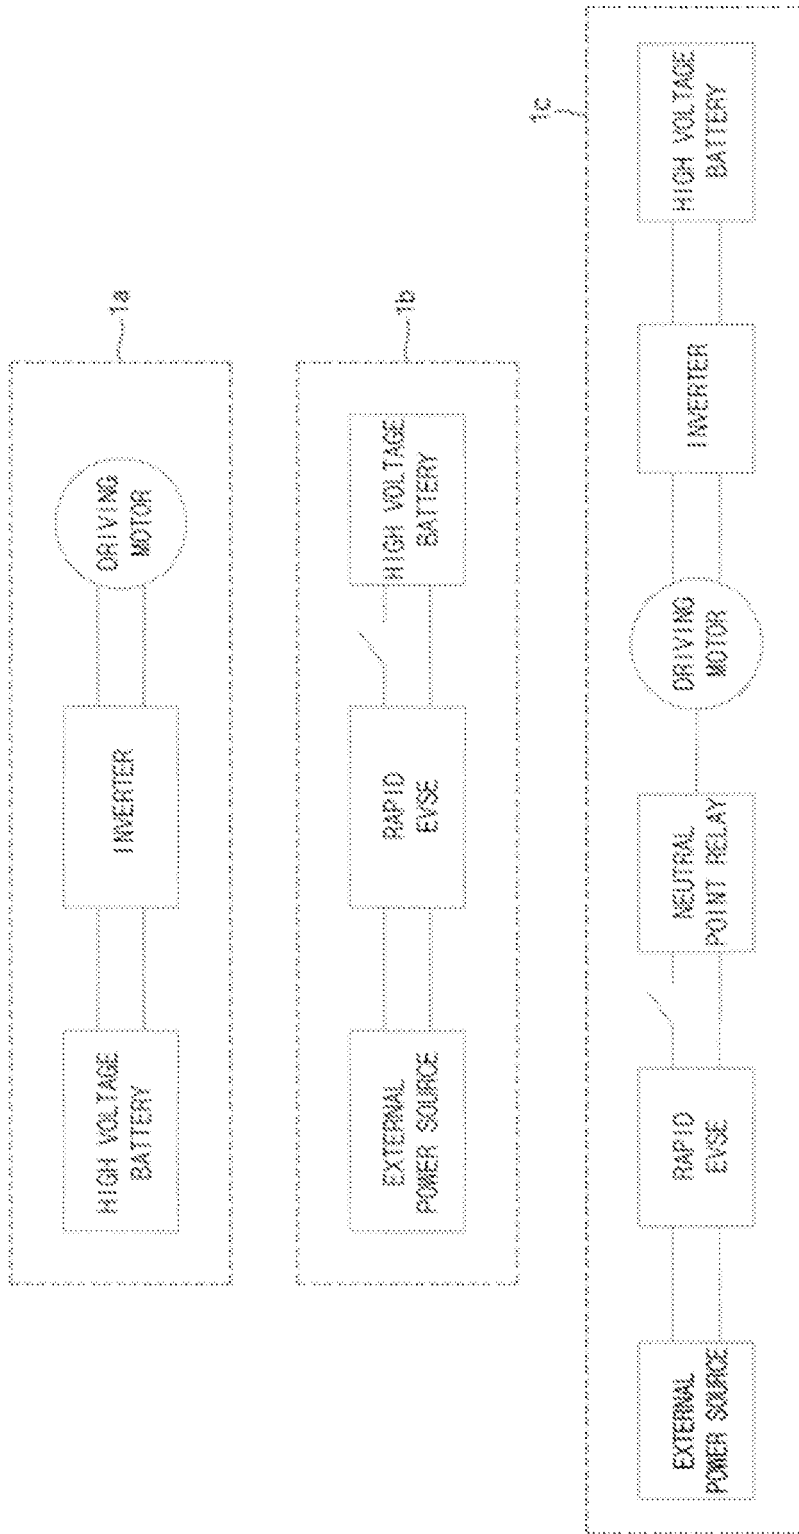 1a
HIGH VOLTAGE
BATTERY
INVERTER
DRIVING
MOTOR
1b
EXTERNAL
POWER SOURCE
RAPID
EVSE
HIGH VOLTAGE
BATTERY
1c
EXTERNAL
POWER SOURCE
RAPID
EVSE
NEUTRAL
POINT RELAY
DRIVING
MOTOR
INVERTER
HIGH VOLTAGE
BATTERY